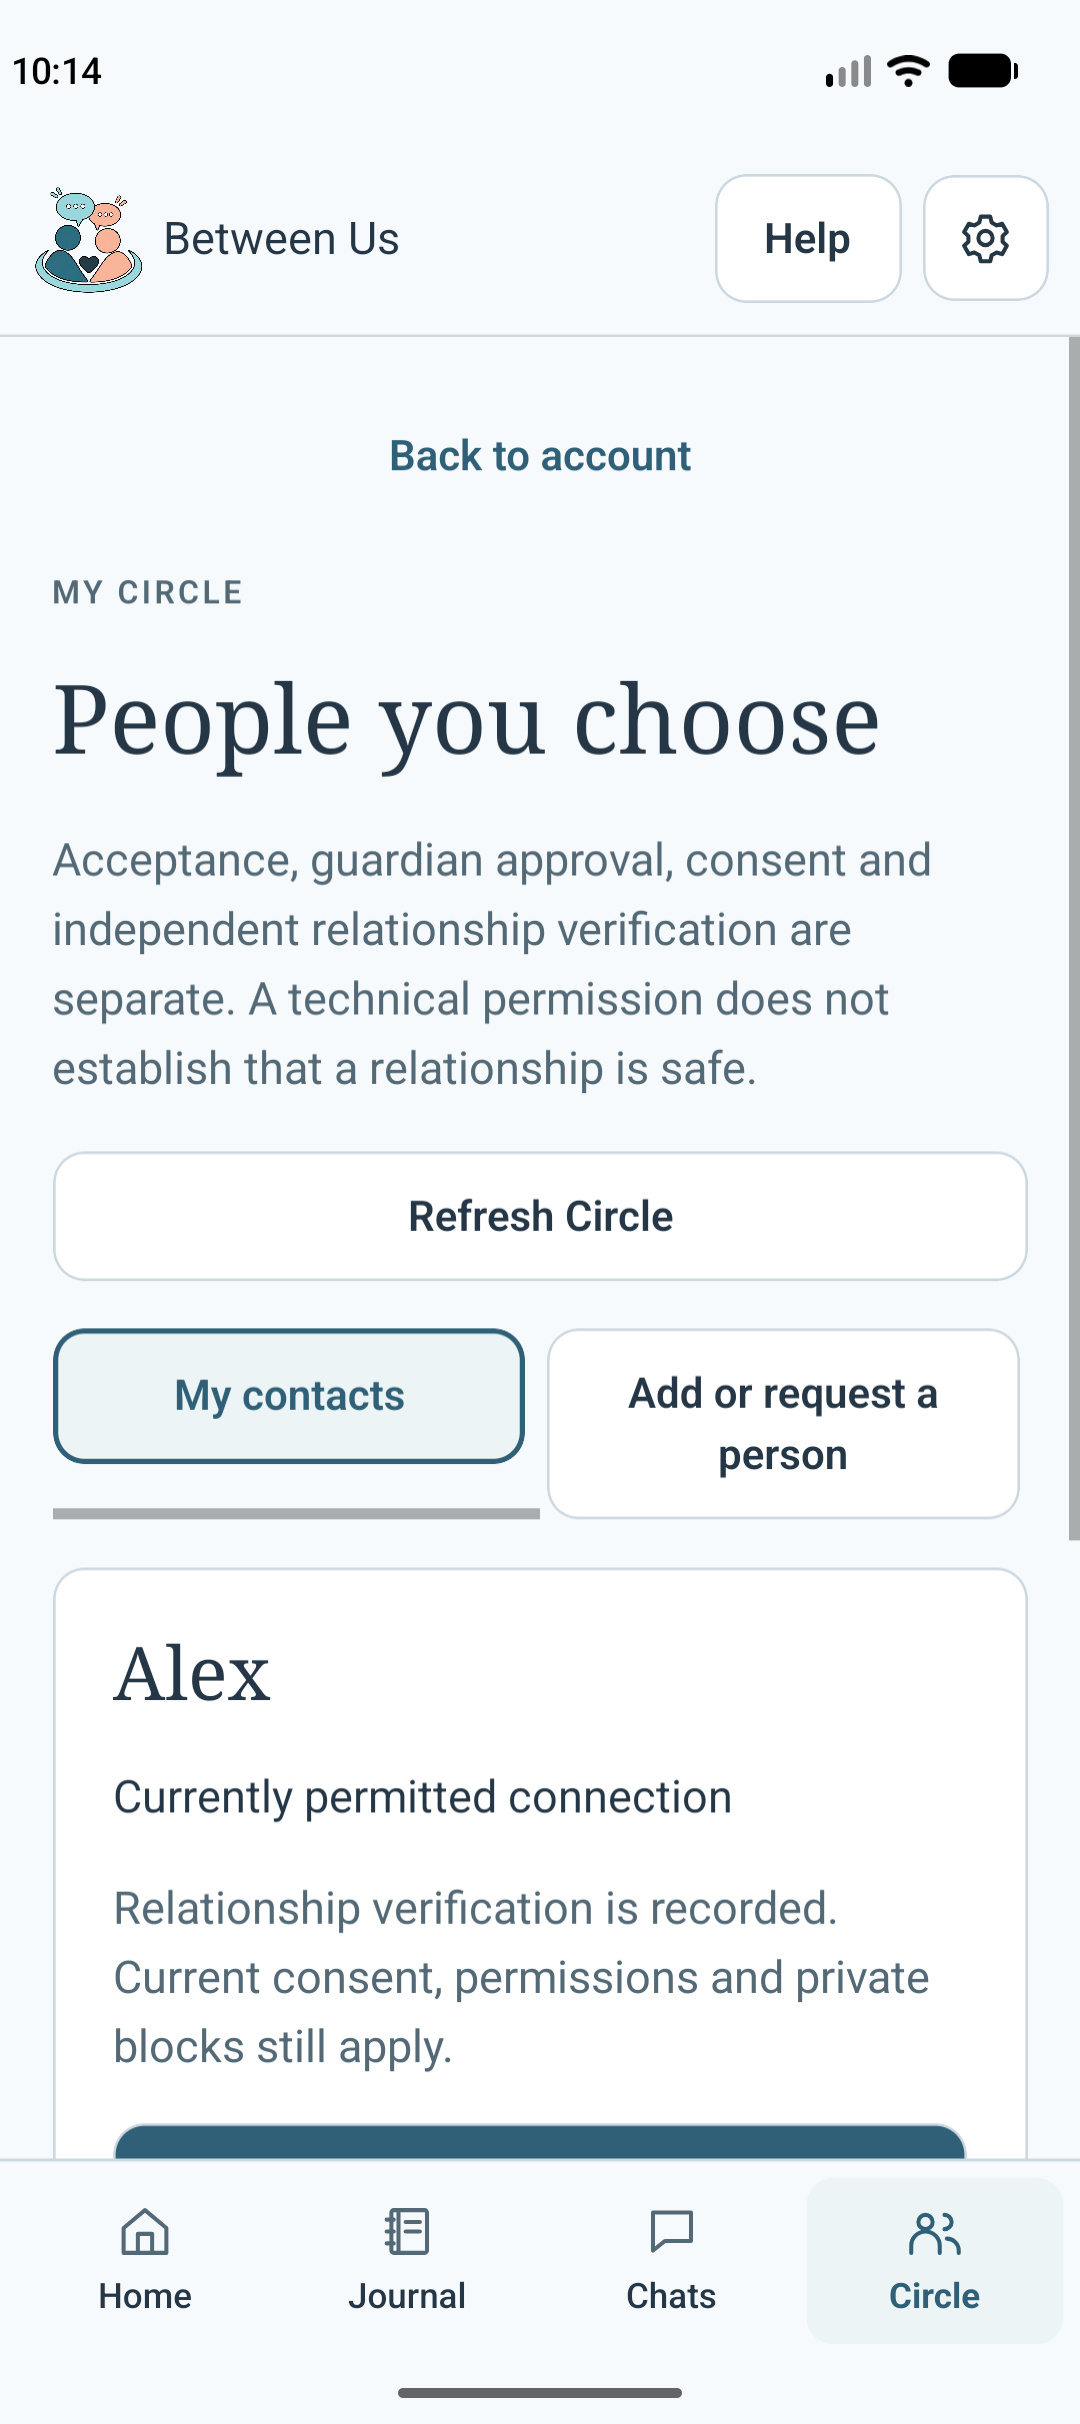 10:14
Between Us
Help
Back to account
MY CIRCLE
People you choose
Acceptance, guardian approval, consent and
independent relationship verification are
separate. A technical permission does not
establish that a relationship is safe.
Refresh Circle
My contacts
Add or request a
person
Alex
Currently permitted connection
Relationship verification is recorded.
Current consent, permissions and private
blocks still apply.
Home
Journal
Chats
Circle